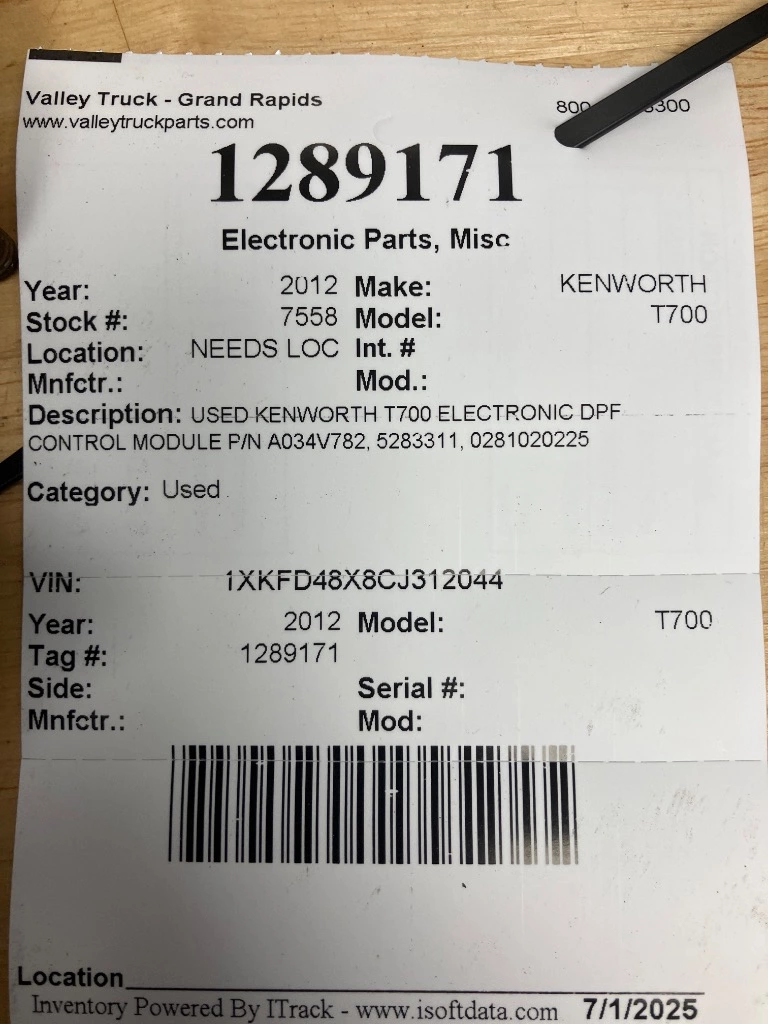 Valley Truck - Grand Rapids 800 8300
www.valleytruckparts.com
1289171
Electronic Parts, Misc
Year: 2012 Make: KENWORTH
Stock #: 7558 Model: T700
Location: NEEDS LOC Int. #
Mnfctr.: Mod.:
Description: USED KENWORTH T700 ELECTRONIC DPF
CONTROL MODULE P/N A034V782, 5283311, 0281020225
Category: Used
VIN: 1XKFD48X8CJ312044
Year: 2012 Model: T700
Tag #: 1289171
Side: Serial #:
Mnfctr.: Mod:
Location
Inventory Powered By ITrack - www.isoftdata.com 7/1/2025